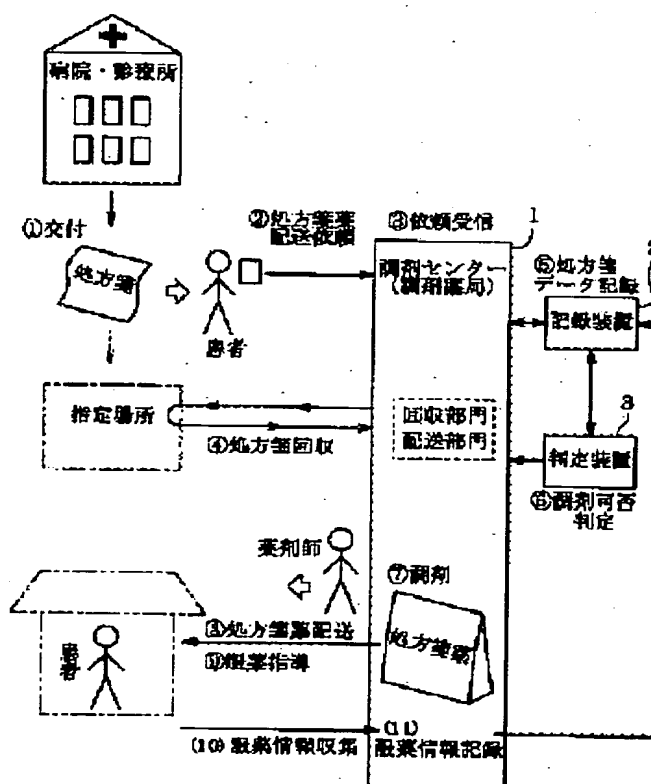 病院・診療所
①交付
処方箋
患者
②処方箋薬
配送依頼
③依頼受信
1
調剤センター
(調剤薬局)
⑤処方箋
データ記録
記録装置
指定場所
④処方箋回収
回収部門
配送部門
3
判定装置
⑥調剤可否
判定
薬剤師
⑦調剤
処方箋薬
⑧処方箋薬配送
⑨服薬指導
患者
(10)服薬情報収集
(11)
服薬情報記録